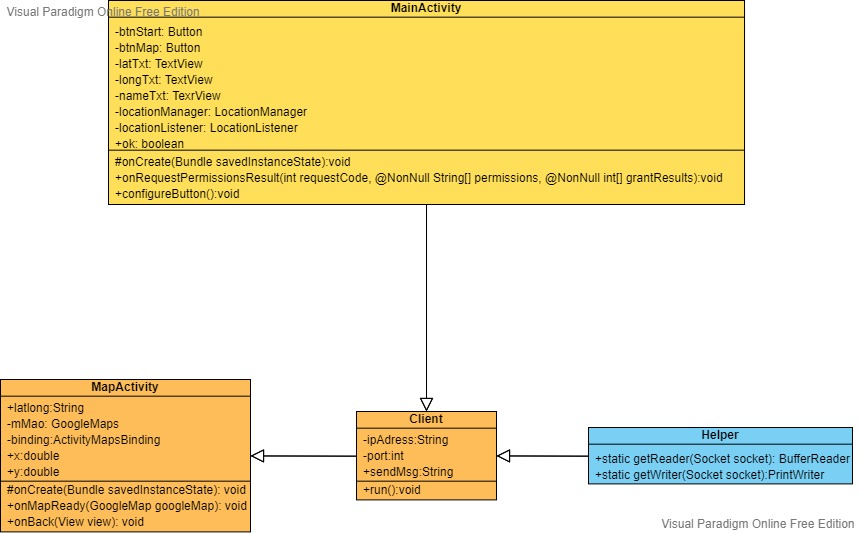 Visual Paradigm Online Free Edition
MainActivity
-btnStart: Button
-btnMap: Button
-latTxt: TextView
-longTxt: TextView
-nameTxt: TexrView
-locationManager: LocationManager
-locationListener: LocationListener
+ok: boolean
#onCreate(Bundle savedInstanceState):void
+onRequestPermissionsResult(int requestCode, @NonNull String[] permissions, @NonNull int[] grantResults):void
+configureButton():void
MapActivity
+latlong:String
-mMao: GoogleMaps
-binding:ActivityMapsBinding
+x:double
+y:double
#onCreate(Bundle savedInstanceState): void
+onMapReady(GoogleMap googleMap): void
+onBack(View view): void
Client
-ipAdress:String
-port:int
+sendMsg:String
+run():void
Helper
+static getReader(Socket socket): BufferReader
+static getWriter(Socket socket):PrintWriter
Visual Paradigm Online Free Edition